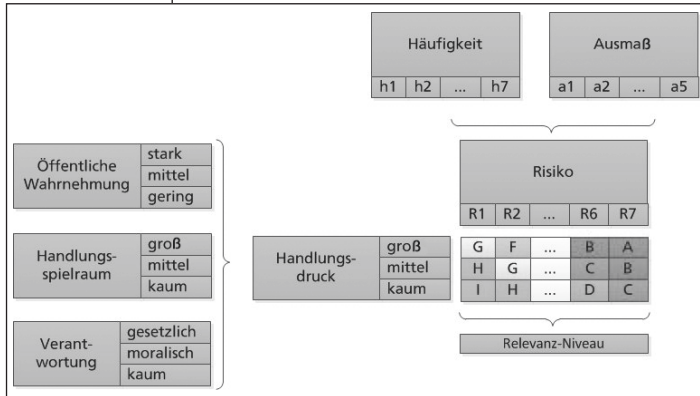 Häufigkeit
h1 h2 ... h7
Ausmaß
a1 a2 ... a5
Öffentliche
Wahrnehmung
stark
mittel
gering
Handlungs-
spielraum
groß
mittel
kaum
Verant-
wortung
gesetzlich
moralisch
kaum
Handlungs-
druck
groß
mittel
kaum
Risiko
R1 R2 ... R6 R7
G F ... B A
H G ... C B
I H ... D C
Relevanz-Niveau